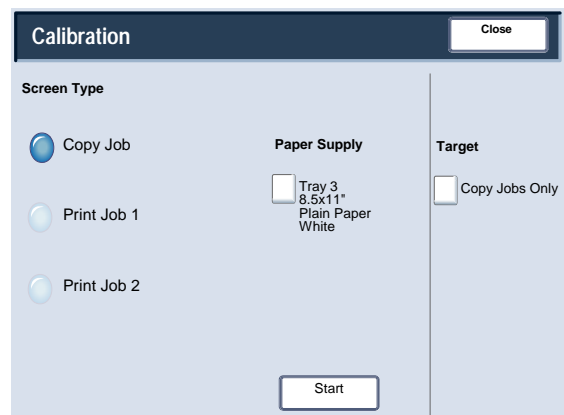 Calibration
Close
Screen Type
Copy Job
Print Job 1
Print Job 2
Paper Supply
Tray 3
8.5x11"
Plain Paper
White
Target
Copy Jobs Only
Start